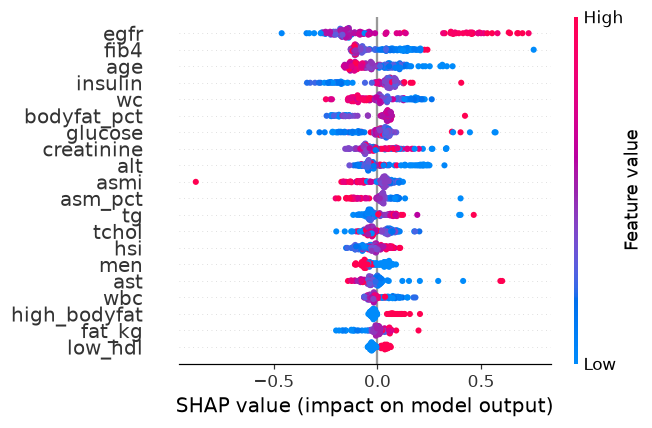 High
egfr
fib4
age
insulin
wc
bodyfat_pct
glucose
creatinine
alt
asmi
asm_pct
tg
tchol
hsi
men
ast
wbc
high_bodyfat
fat_kg
low_hdl
Feature value
Low
−0.5 0.0 0.5
SHAP value (impact on model output)